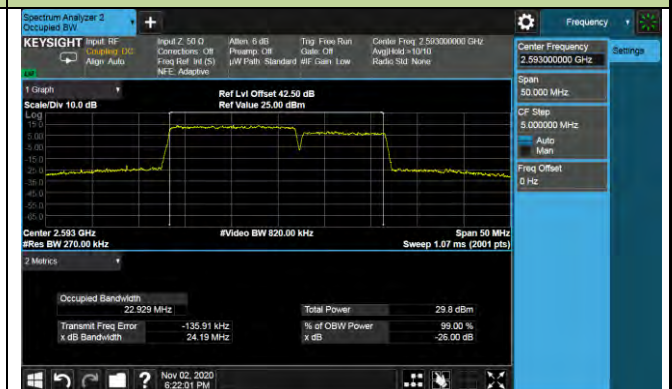 Spectrum Analyzer 2
Occupied BW
+
Frequency
KEYSIGHT
Input: RF
Coupling: DC
Align: Auto
Input Z: 50 Ω
Corrections: Off
Freq Ref: Int (S)
NFE: Adaptive
Atten: 6 dB
Preamp: Off
µW Path: Standard
Trig: Free Run
Gate: Off
#IF Gain: Low
Center Freq: 2.593000000 GHz
Avg|Hold:>10/10
Radio Std: None
Center Frequency
2.593000000 GHz
Settings
Span
50.000 MHz
CF Step
5.000000 MHz
Auto
Man
Freq Offset
0 Hz
1 Graph
Scale/Div 10.0 dB
Ref Lvl Offset 42.50 dB
Ref Value 25.00 dBm
Log
15.0
5.00
-5.00
-15.0
-25.0
-35.0
-45.0
-55.0
-65.0
Center 2.593 GHz
#Video BW 820.00 kHz
Span 50 MHz
#Res BW 270.00 kHz
Sweep 1.07 ms (2001 pts)
2 Metrics
Occupied Bandwidth
22.929 MHz
Total Power
29.8 dBm
Transmit Freq Error
-135.91 kHz
% of OBW Power
99.00 %
x dB Bandwidth
24.19 MHz
x dB
-26.00 dB
?
Nov 02, 2020
6:22:01 PM